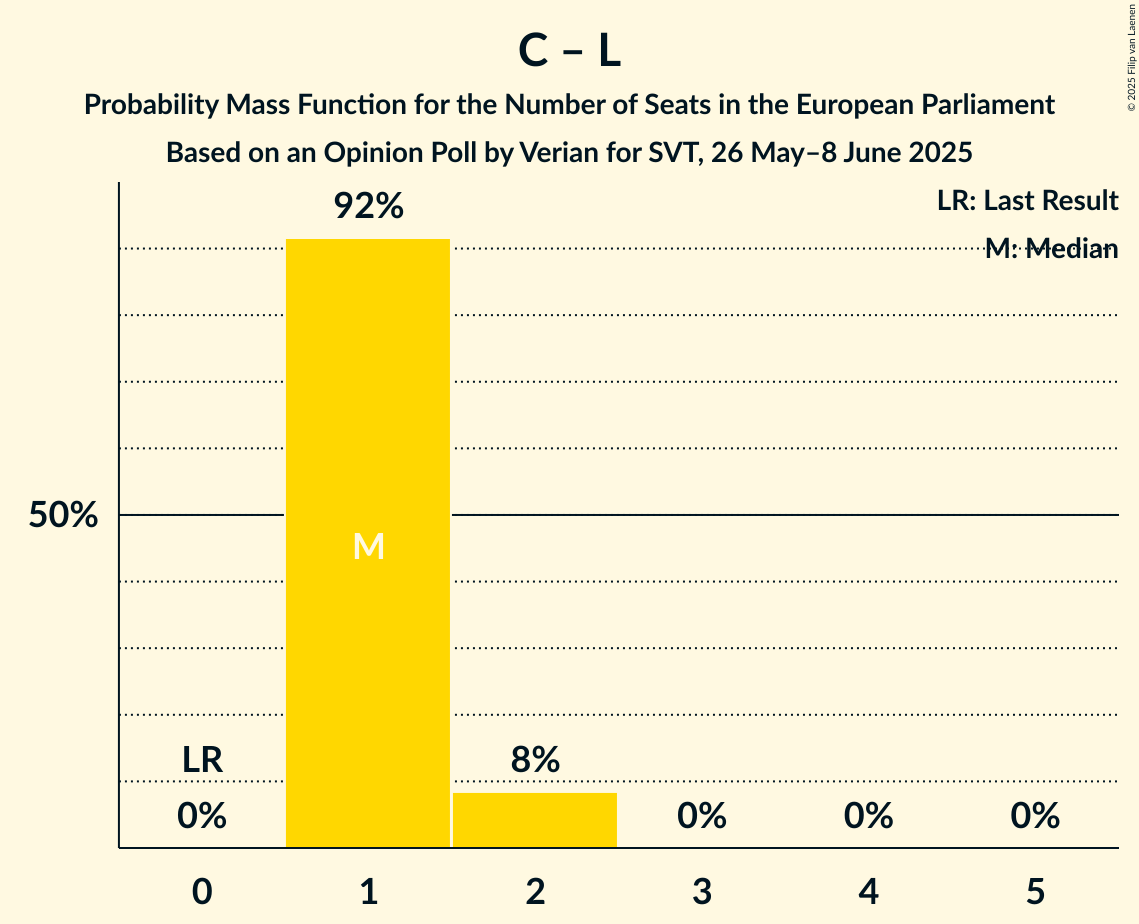 C – L
Probability Mass Function for the Number of Seats in the European Parliament
Based on an Opinion Poll by Verian for SVT, 26 May–8 June 2025
© 2025 Filip van Laenen
LR: Last Result
M: Median
92%
50%
M
LR
8%
0%
0%
0%
0%
0 1 2 3 4 5